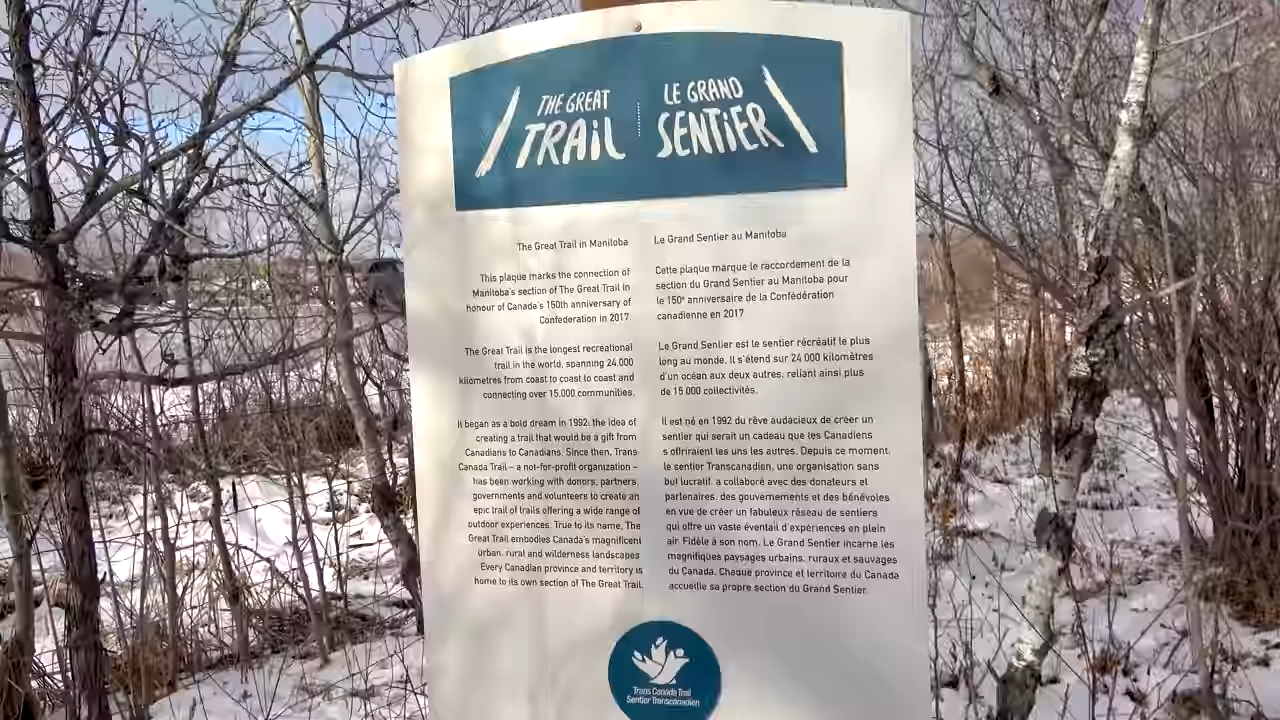 THE GREAT
TRAIL
LE GRAND
SENTIER
The Great Trail in Manitoba
This plaque marks the connection of
Manitoba's section of The Great Trail in
honour of Canada's 150th anniversary of
Confederation in 2017.
The Great Trail is the longest recreational
trail in the world, spanning 24,000
kilometres from coast to coast to coast and
connecting over 15,000 communities.
It began as a bold dream in 1992: the idea of
creating a trail that would be a gift from
Canadians to Canadians. Since then, Trans
Canada Trail – a not-for-profit organization –
has been working with donors, partners,
governments and volunteers to create an
epic trail of trails offering a wide range of
outdoor experiences. True to its name, The
Great Trail embodies Canada's magnificent
urban, rural and wilderness landscapes.
Every Canadian province and territory is
home to its own section of The Great Trail.
Le Grand Sentier au Manitoba
Cette plaque marque le raccordement de la
section du Grand Sentier au Manitoba pour
le 150e anniversaire de la Confédération
canadienne en 2017
Le Grand Sentier est le sentier récréatif le plus
long au monde. Il s'étend sur 24 000 kilomètres
d'un océan aux deux autres, reliant ainsi plus
de 15 000 collectivités.
Il est né en 1992 du rêve audacieux de créer un
sentier qui serait un cadeau que les Canadiens
s'offriraient les uns les autres. Depuis ce moment,
le sentier Transcanadien, une organisation sans
but lucratif, a collaboré avec des donateurs et
partenaires, des gouvernements et des bénévoles
en vue de créer un fabuleux réseau de sentiers
qui offre un vaste éventail d'expériences en plein
air. Fidèle à son nom, Le Grand Sentier incarne les
magnifiques paysages urbains, ruraux et sauvages
du Canada. Chaque province et territoire du Canada
accueille sa propre section du Grand Sentier.
Trans Canada Trail
Sentier Transcanadien